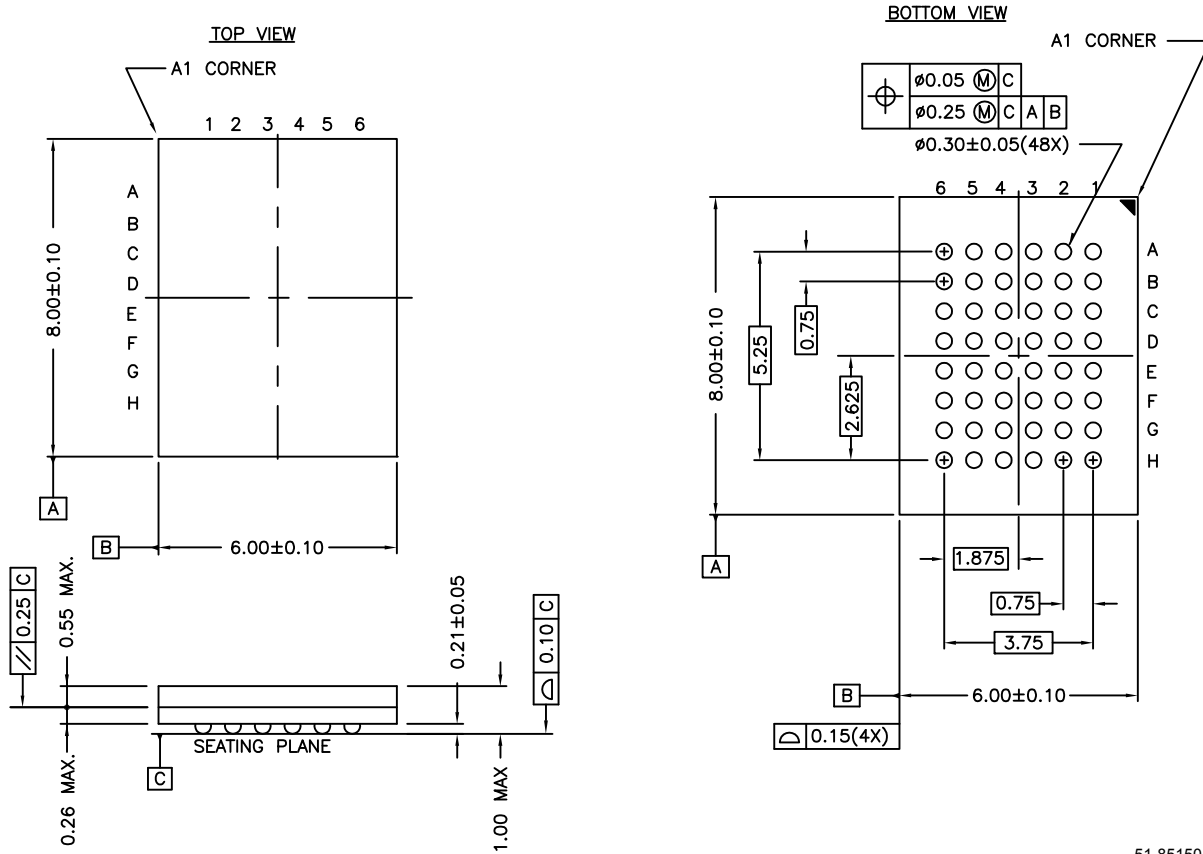 TOP VIEW
A1 CORNER
1 2 3 4 5 6
A
B
C
D
E
F
G
H
8.00±0.10
A
B
6.00±0.10
// 0.25 C
0.55 MAX.
0.21±0.05
0.10 C
SEATING PLANE
C
0.26 MAX.
1.00 MAX
BOTTOM VIEW
A1 CORNER
ø0.05 Ⓜ C
ø0.25 Ⓜ C A B
ø0.30±0.05(48X)
6 5 4 3 2 1
A
B
C
D
E
F
G
H
8.00±0.10
5.25
0.75
2.625
A
1.875
0.75
3.75
B
6.00±0.10
0.15(4X)